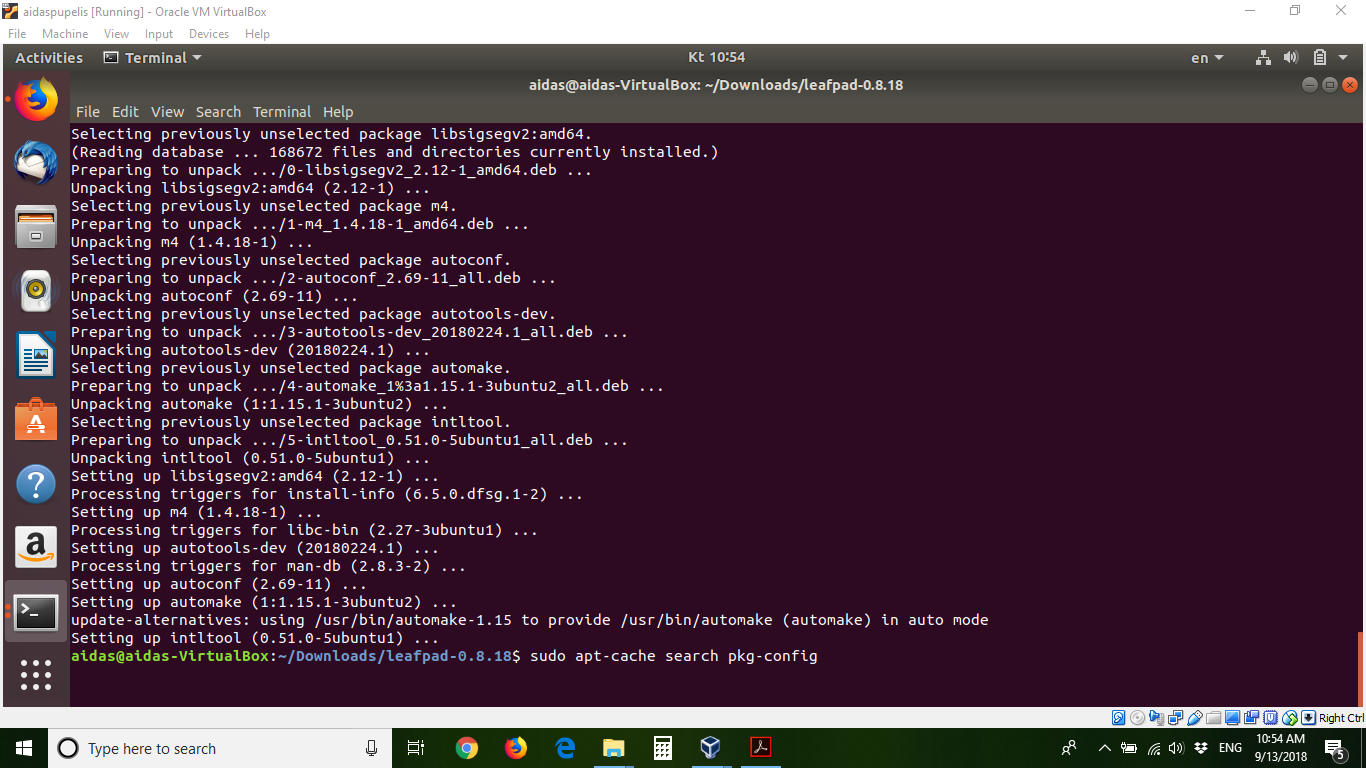 aidaspupelis [Running] - Oracle VM VirtualBox
File Machine View Input Devices Help
Activities Terminal Kt 10:54 en
aidas@aidas-VirtualBox: ~/Downloads/leafpad-0.8.18
File Edit View Search Terminal Help
Selecting previously unselected package libsigsegv2:amd64.
(Reading database ... 168672 files and directories currently installed.)
Preparing to unpack .../0-libsigsegv2_2.12-1_amd64.deb ...
Unpacking libsigsegv2:amd64 (2.12-1) ...
Selecting previously unselected package m4.
Preparing to unpack .../1-m4_1.4.18-1_amd64.deb ...
Unpacking m4 (1.4.18-1) ...
Selecting previously unselected package autoconf.
Preparing to unpack .../2-autoconf_2.69-11_all.deb ...
Unpacking autoconf (2.69-11) ...
Selecting previously unselected package autotools-dev.
Preparing to unpack .../3-autotools-dev_20180224.1_all.deb ...
Unpacking autotools-dev (20180224.1) ...
Selecting previously unselected package automake.
Preparing to unpack .../4-automake_1%3a1.15.1-3ubuntu2_all.deb ...
Unpacking automake (1:1.15.1-3ubuntu2) ...
Selecting previously unselected package intltool.
Preparing to unpack .../5-intltool_0.51.0-5ubuntu1_all.deb ...
Unpacking intltool (0.51.0-5ubuntu1) ...
Setting up libsigsegv2:amd64 (2.12-1) ...
Processing triggers for install-info (6.5.0.dfsg.1-2) ...
Setting up m4 (1.4.18-1) ...
Processing triggers for libc-bin (2.27-3ubuntu1) ...
Setting up autotools-dev (20180224.1) ...
Processing triggers for man-db (2.8.3-2) ...
Setting up autoconf (2.69-11) ...
Setting up automake (1:1.15.1-3ubuntu2) ...
update-alternatives: using /usr/bin/automake-1.15 to provide /usr/bin/automake (automake) in auto mode
Setting up intltool (0.51.0-5ubuntu1) ...
aidas@aidas-VirtualBox:~/Downloads/leafpad-0.8.18$ sudo apt-cache search pkg-config
Right Ctrl
Type here to search
ENG
10:54 AM
9/13/2018
5